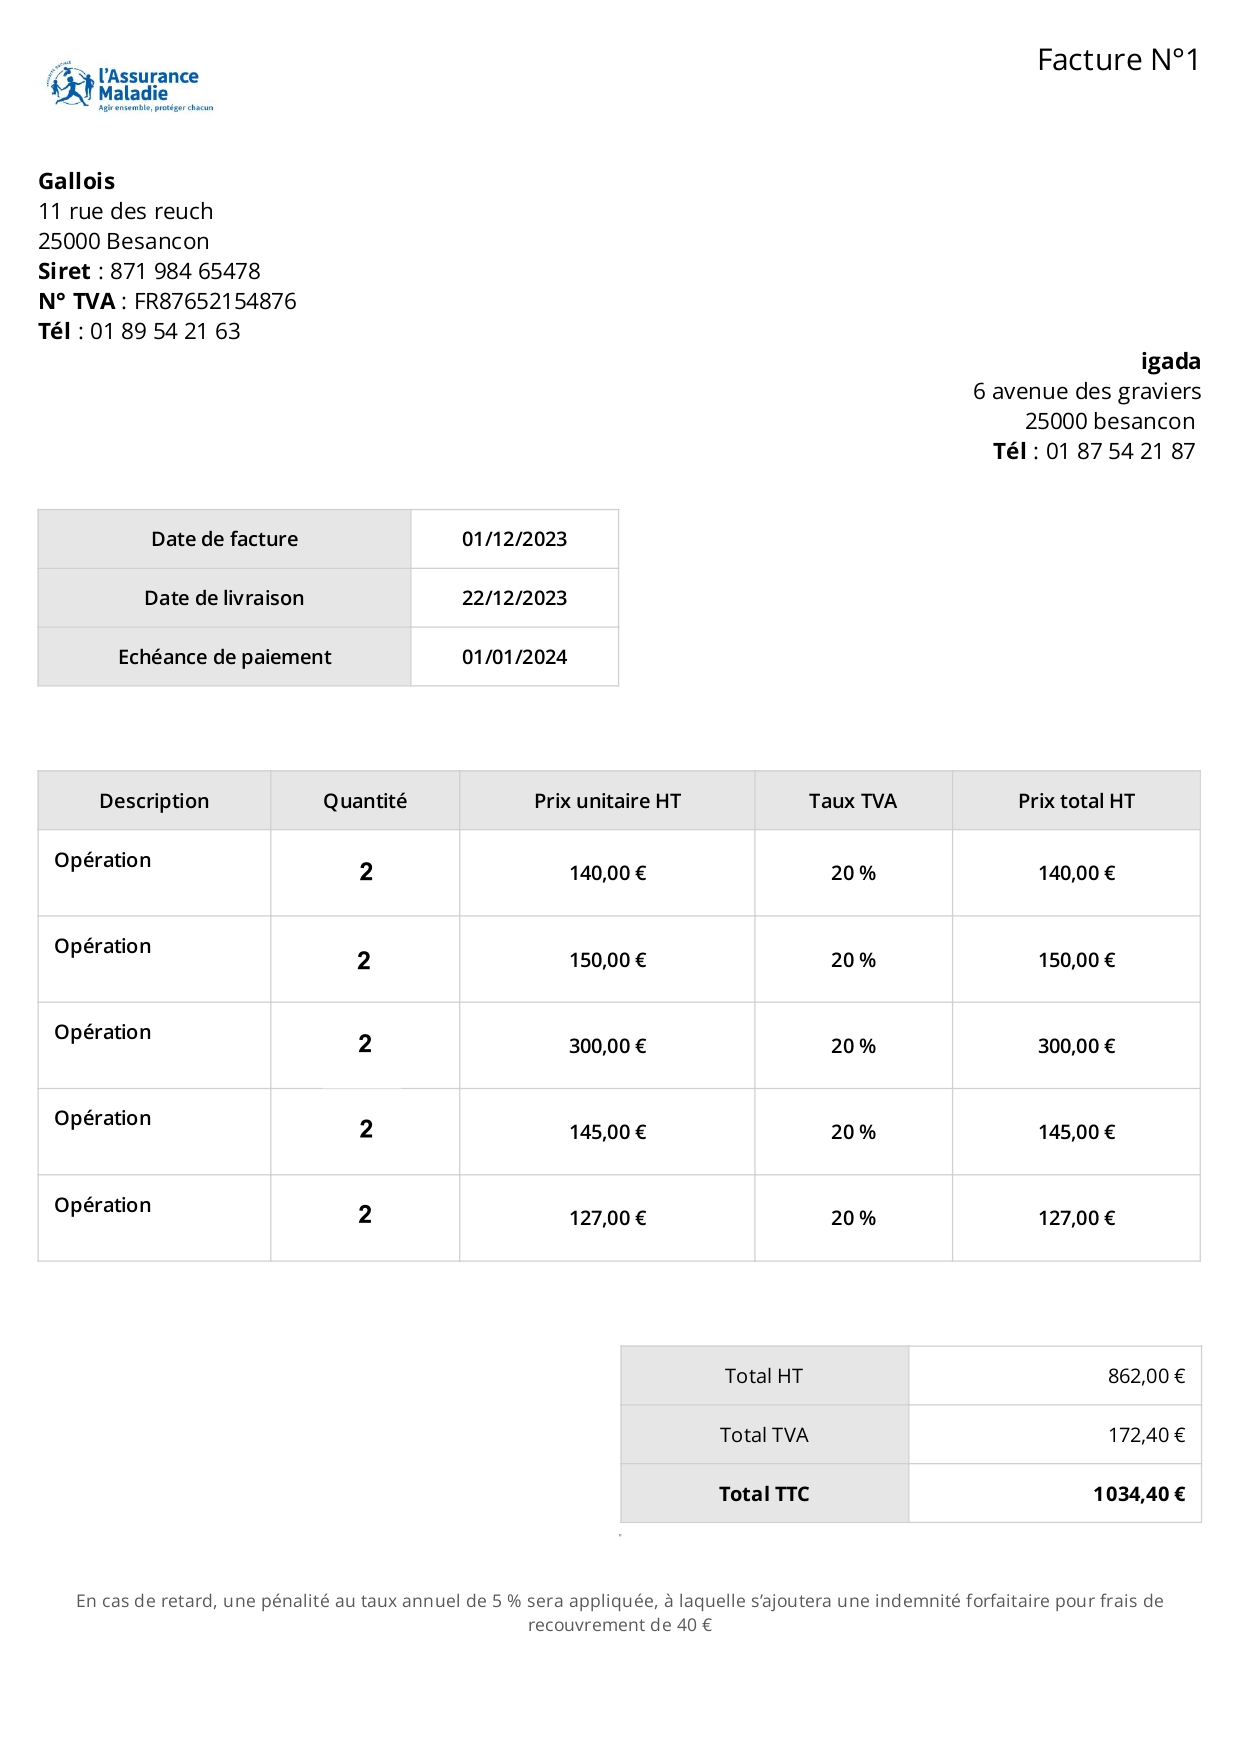 Facture N°1
l'Assurance
Maladie
Agir ensemble, protéger chacun
Gallois
11 rue des reuch
25000 Besancon
Siret : 871 984 65478
N° TVA : FR87652154876
Tél : 01 89 54 21 63
igada
6 avenue des graviers
25000 besancon
Tél : 01 87 54 21 87
Date de facture 01/12/2023
Date de livraison 22/12/2023
Echéance de paiement 01/01/2024
Description Quantité Prix unitaire HT Taux TVA Prix total HT
Opération 2 140,00 € 20 % 140,00 €
Opération 2 150,00 € 20 % 150,00 €
Opération 2 300,00 € 20 % 300,00 €
Opération 2 145,00 € 20 % 145,00 €
Opération 2 127,00 € 20 % 127,00 €
Total HT 862,00 €
Total TVA 172,40 €
Total TTC 1034,40 €
En cas de retard, une pénalité au taux annuel de 5 % sera appliquée, à laquelle s’ajoutera une indemnité forfaitaire pour frais de
recouvrement de 40 €